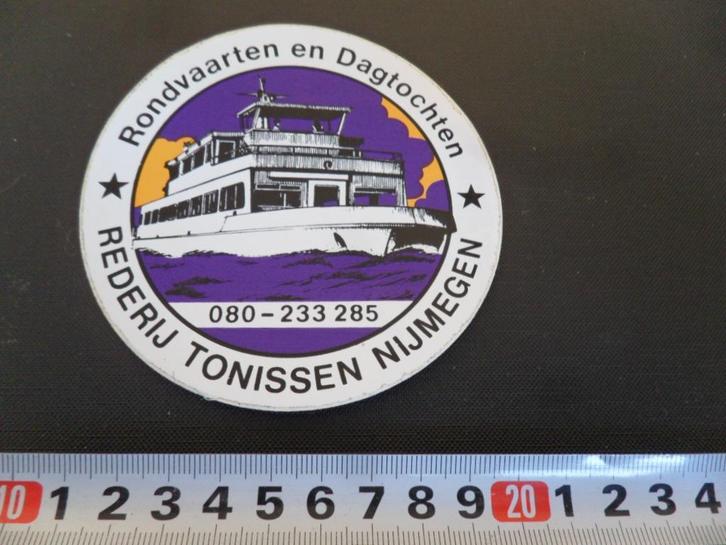 Rondvaarten en Dagtochten
★ ★
080-233 285
REDERIJ TONISSEN NIJMEGEN
10 1 2 3 4 5 6 7 8 9 20 1 2 3 4